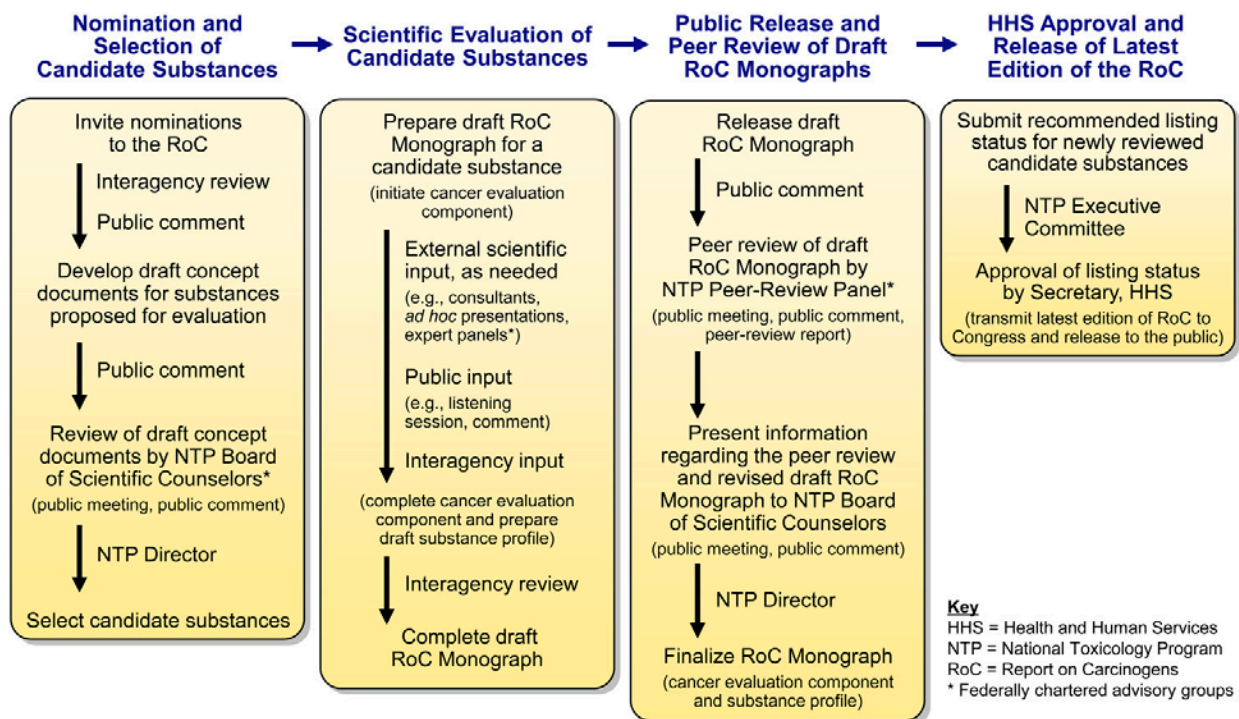 Nomination and
Selection of
Candidate Substances
Invite nominations
to the RoC
Interagency review
Public comment
Develop draft concept
documents for substances
proposed for evaluation
Public comment
Review of draft concept
documents by NTP Board
of Scientific Counselors*
(public meeting, public comment)
NTP Director
Select candidate substances
Scientific Evaluation of
Candidate Substances
Prepare draft RoC
Monograph for a
candidate substance
(initiate cancer evaluation
component)
External scientific
input, as needed
(e.g., consultants,
ad hoc presentations,
expert panels*)
Public input
(e.g., listening
session, comment)
Interagency input
(complete cancer evaluation
component and prepare
draft substance profile)
Interagency review
Complete draft
RoC Monograph
Public Release and
Peer Review of Draft
RoC Monographs
Release draft
RoC Monograph
Public comment
Peer review of draft
RoC Monograph by
NTP Peer-Review Panel*
(public meeting, public comment,
peer-review report)
Present information
regarding the peer review
and revised draft RoC
Monograph to NTP Board
of Scientific Counselors
(public meeting, public comment)
NTP Director
Finalize RoC Monograph
(cancer evaluation component
and substance profile)
HHS Approval and
Release of Latest
Edition of the RoC
Submit recommended listing
status for newly reviewed
candidate substances
NTP Executive
Committee
Approval of listing status
by Secretary, HHS
(transmit latest edition of RoC to
Congress and release to the public)
Key
HHS = Health and Human Services
NTP = National Toxicology Program
RoC = Report on Carcinogens
* Federally chartered advisory groups